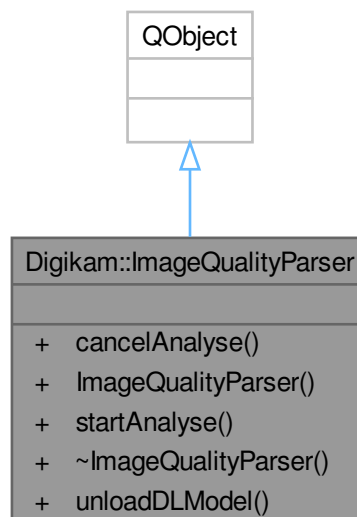 QObject
Digikam::ImageQualityParser
+ cancelAnalyse()
+ ImageQualityParser()
+ startAnalyse()
+ ~ImageQualityParser()
+ unloadDLModel()